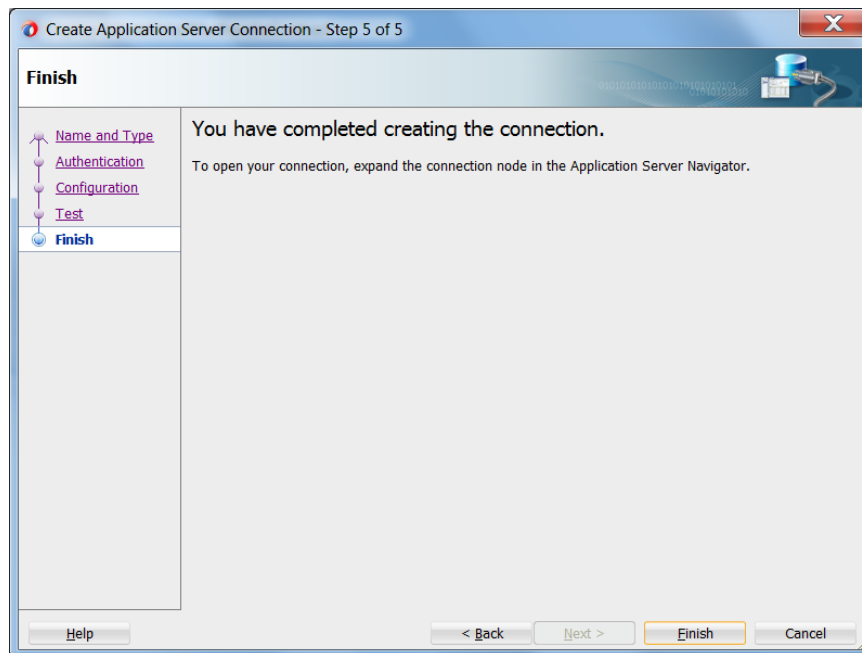 Create Application Server Connection - Step 5 of 5
Finish
Name and Type
Authentication
Configuration
Test
Finish
You have completed creating the connection.
To open your connection, expand the connection node in the Application Server Navigator.
Help
< Back
Next >
Finish
Cancel